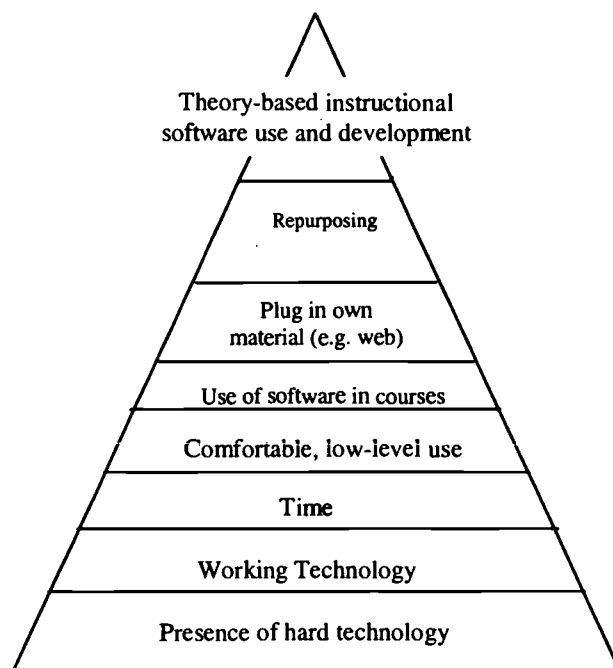 Theory-based instructional
software use and development
Repurposing
Plug in own
material (e.g. web)
Use of software in courses
Comfortable, low-level use
Time
Working Technology
Presence of hard technology